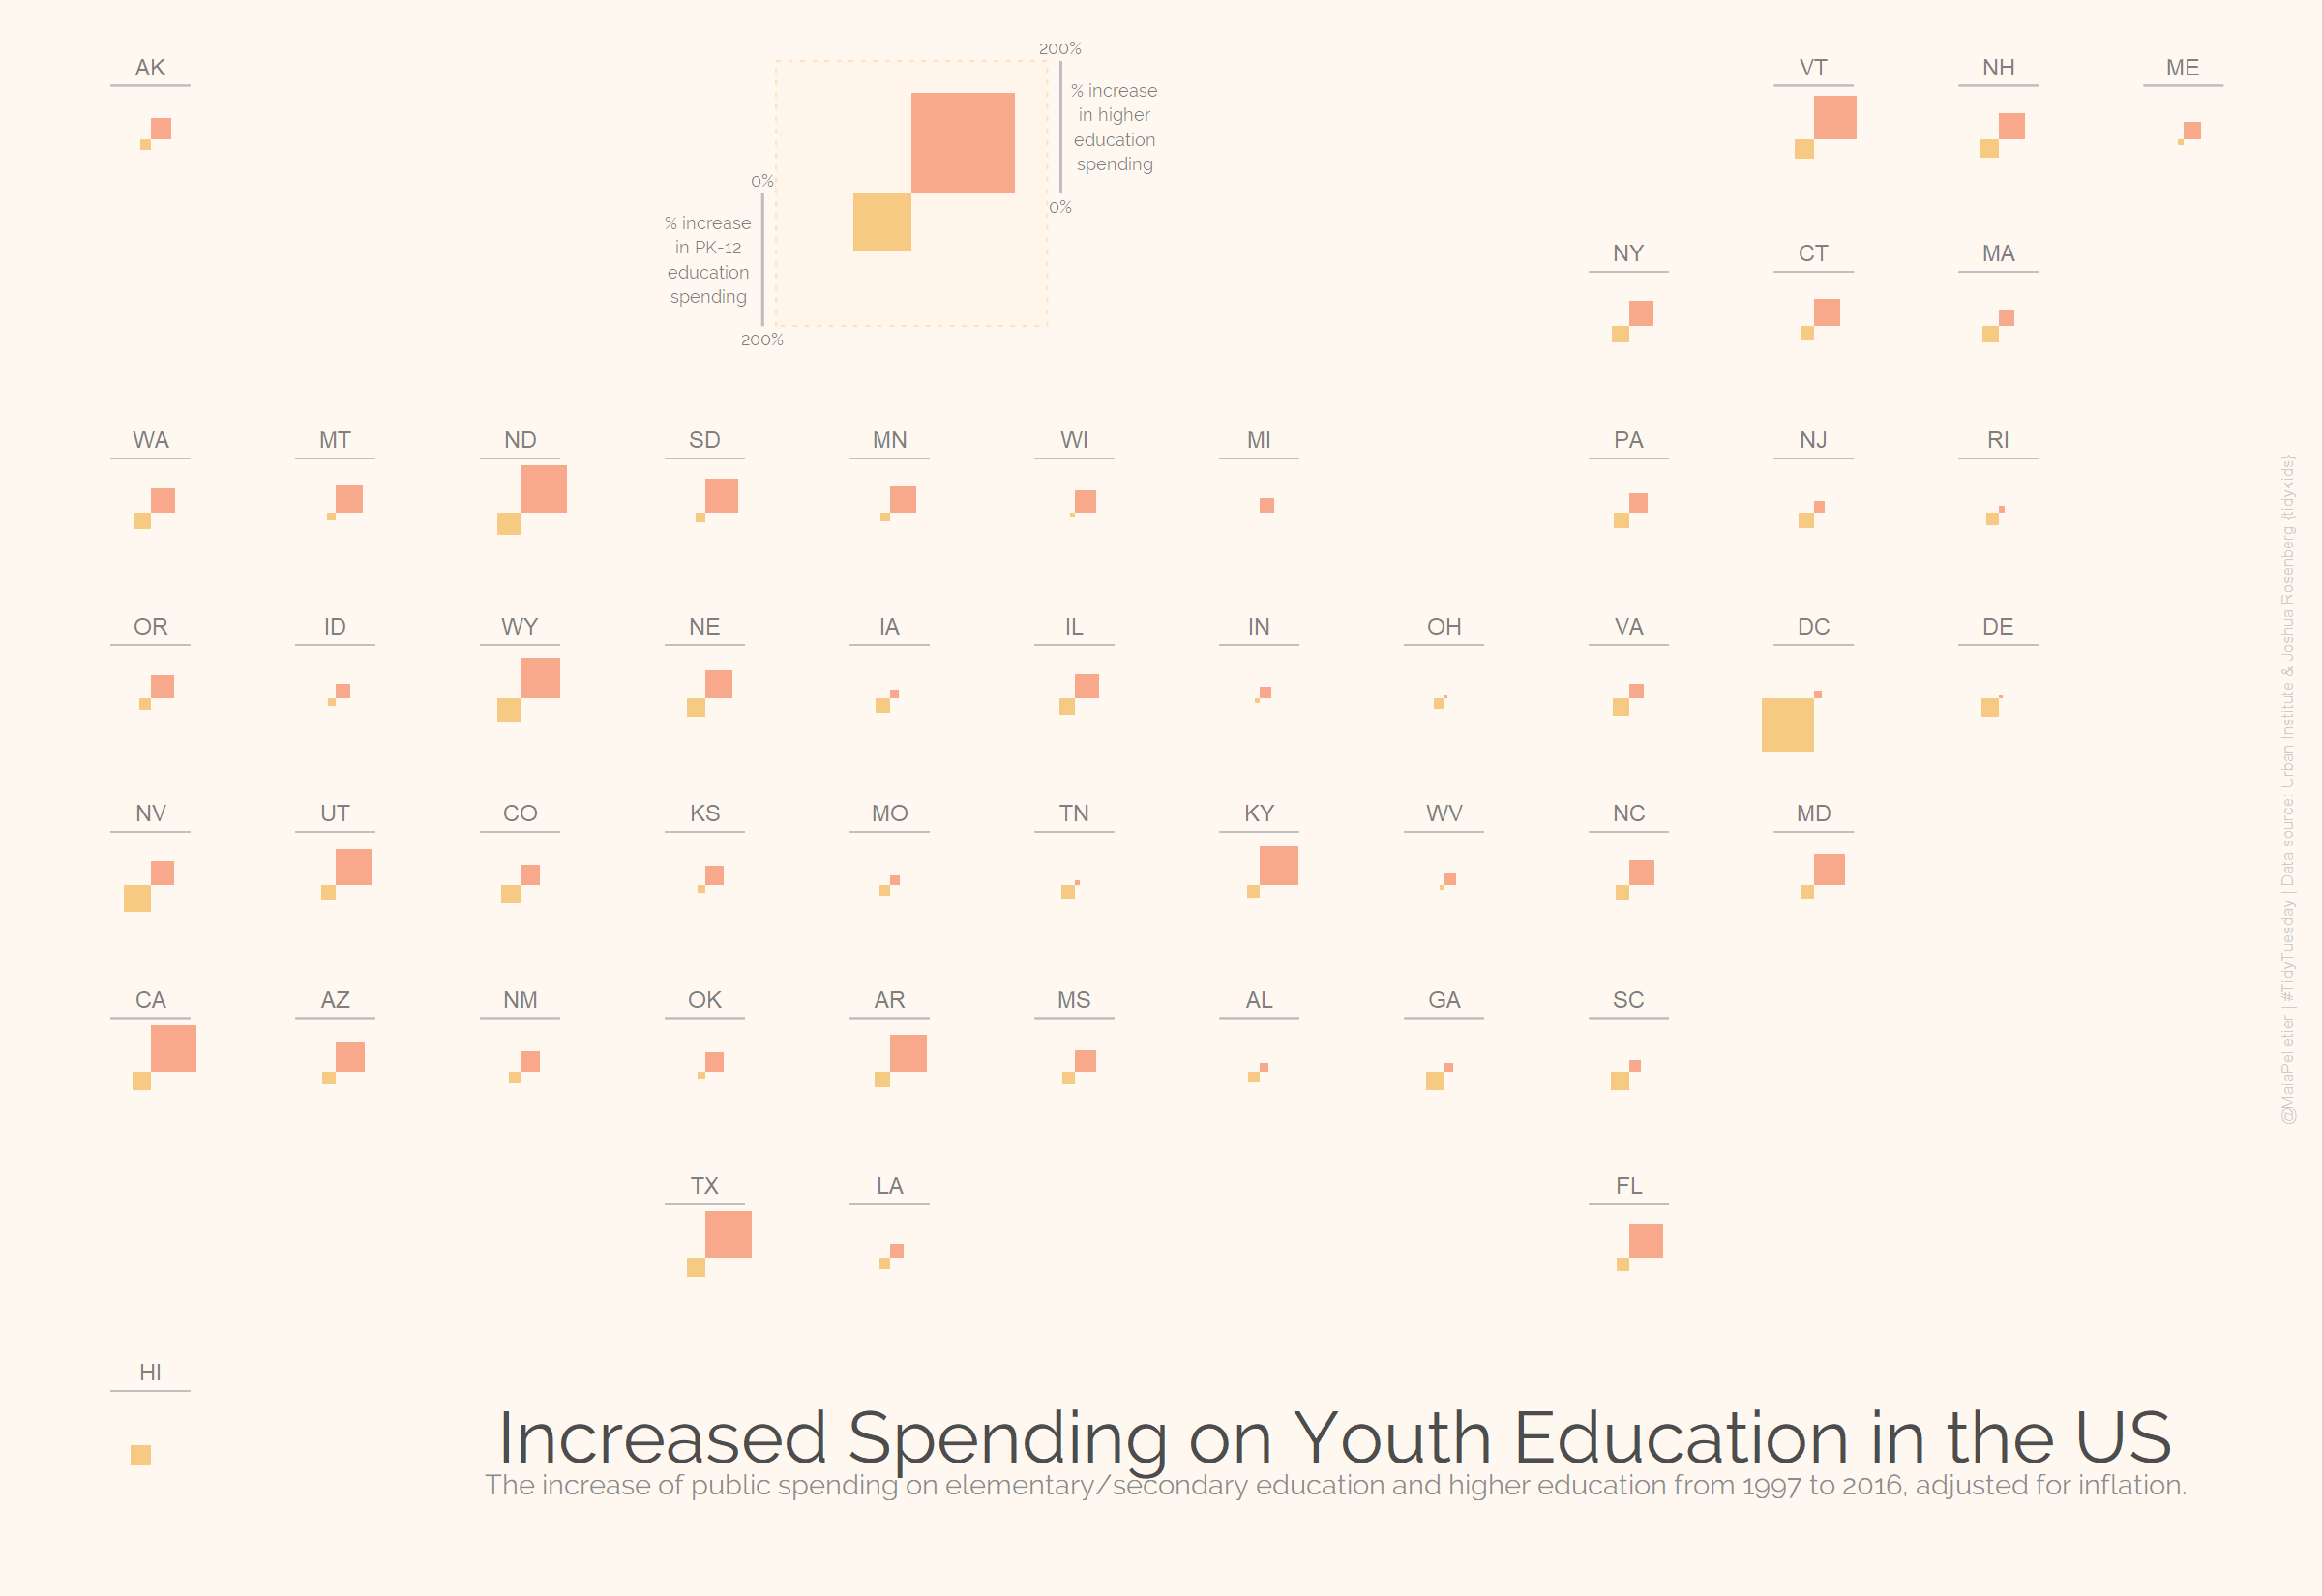 200%
AK
VT
NH
ME
% increase
in higher
education
spending
0%
0%
% increase
in PK-12
education
spending
200%
NY
CT
MA
WA
MT
ND
SD
MN
WI
MI
PA
NJ
RI
OR
ID
WY
NE
IA
IL
IN
OH
VA
DC
DE
NV
UT
CO
KS
MO
TN
KY
WV
NC
MD
CA
AZ
NM
OK
AR
MS
AL
GA
SC
TX
LA
FL
HI
Increased Spending on Youth Education in the US
The increase of public spending on elementary/secondary education and higher education from 1997 to 2016, adjusted for inflation.
@MaiaPelletier | #TidyTuesday | Data source: Urban Institute & Joshua Rosenberg {tidykids}